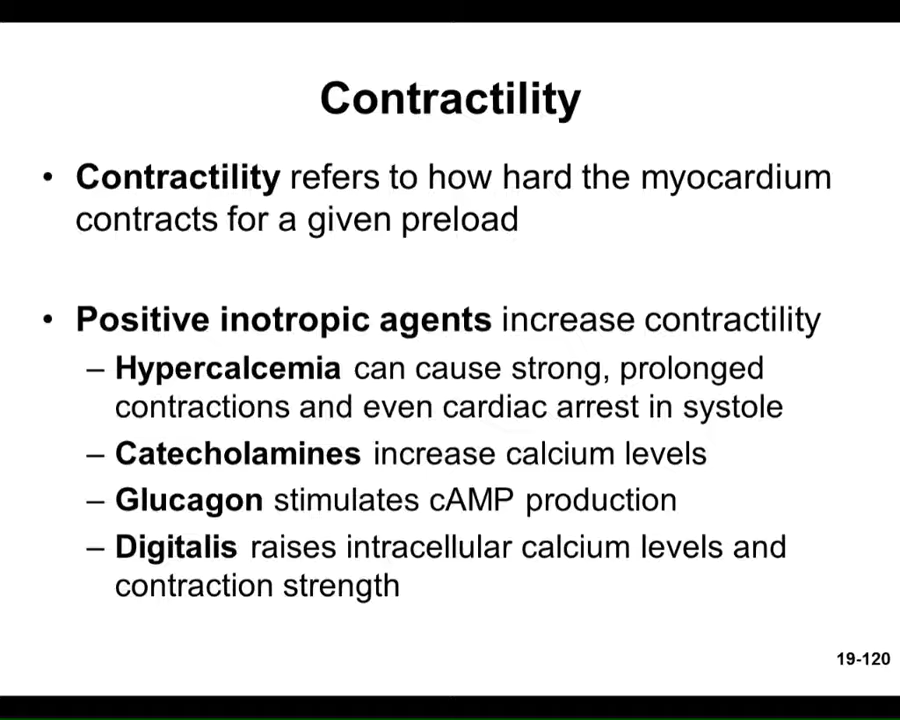 Contractility
• Contractility refers to how hard the myocardium
contracts for a given preload
• Positive inotropic agents increase contractility
– Hypercalcemia can cause strong, prolonged
contractions and even cardiac arrest in systole
– Catecholamines increase calcium levels
– Glucagon stimulates cAMP production
– Digitalis raises intracellular calcium levels and
contraction strength
19-120